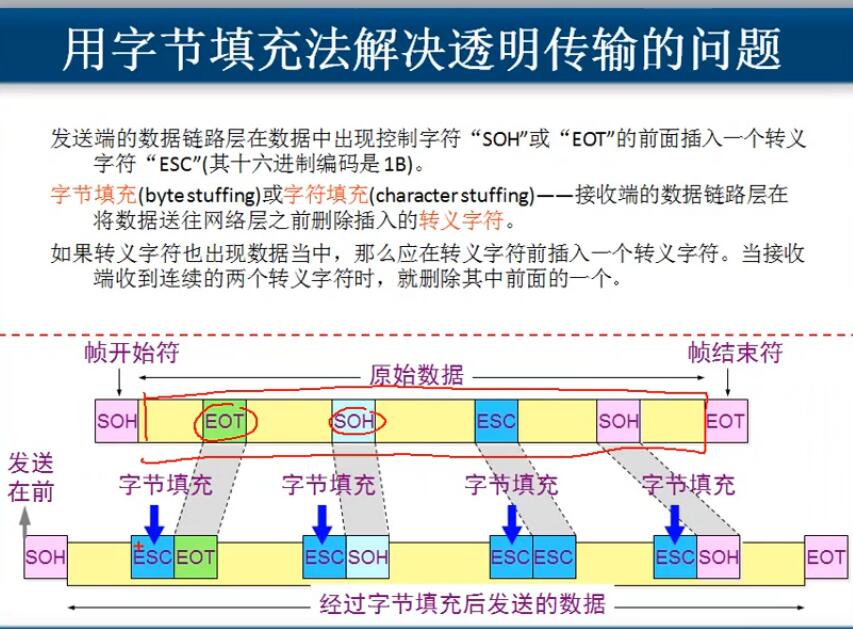 用字节填充法解决透明传输的问题
发送端的数据链路层在数据中出现控制字符“SOH”或“EOT”的前面插入一个转义
字符“ESC”(其十六进制编码是 1B)。
字节填充(byte stuffing)或字符填充(character stuffing)——接收端的数据链路层在
将数据送往网络层之前删除插入的转义字符。
如果转义字符也出现数据当中，那么应在转义字符前插入一个转义字符。当接收
端收到连续的两个转义字符时，就删除其中前面的一个。
帧开始符 帧结束符
原始数据
SOH EOT SOH ESC SOH EOT
发送
在前
字节填充 字节填充 字节填充 字节填充
SOH ESC EOT ESC SOH ESC ESC ESC SOH EOT
经过字节填充后发送的数据